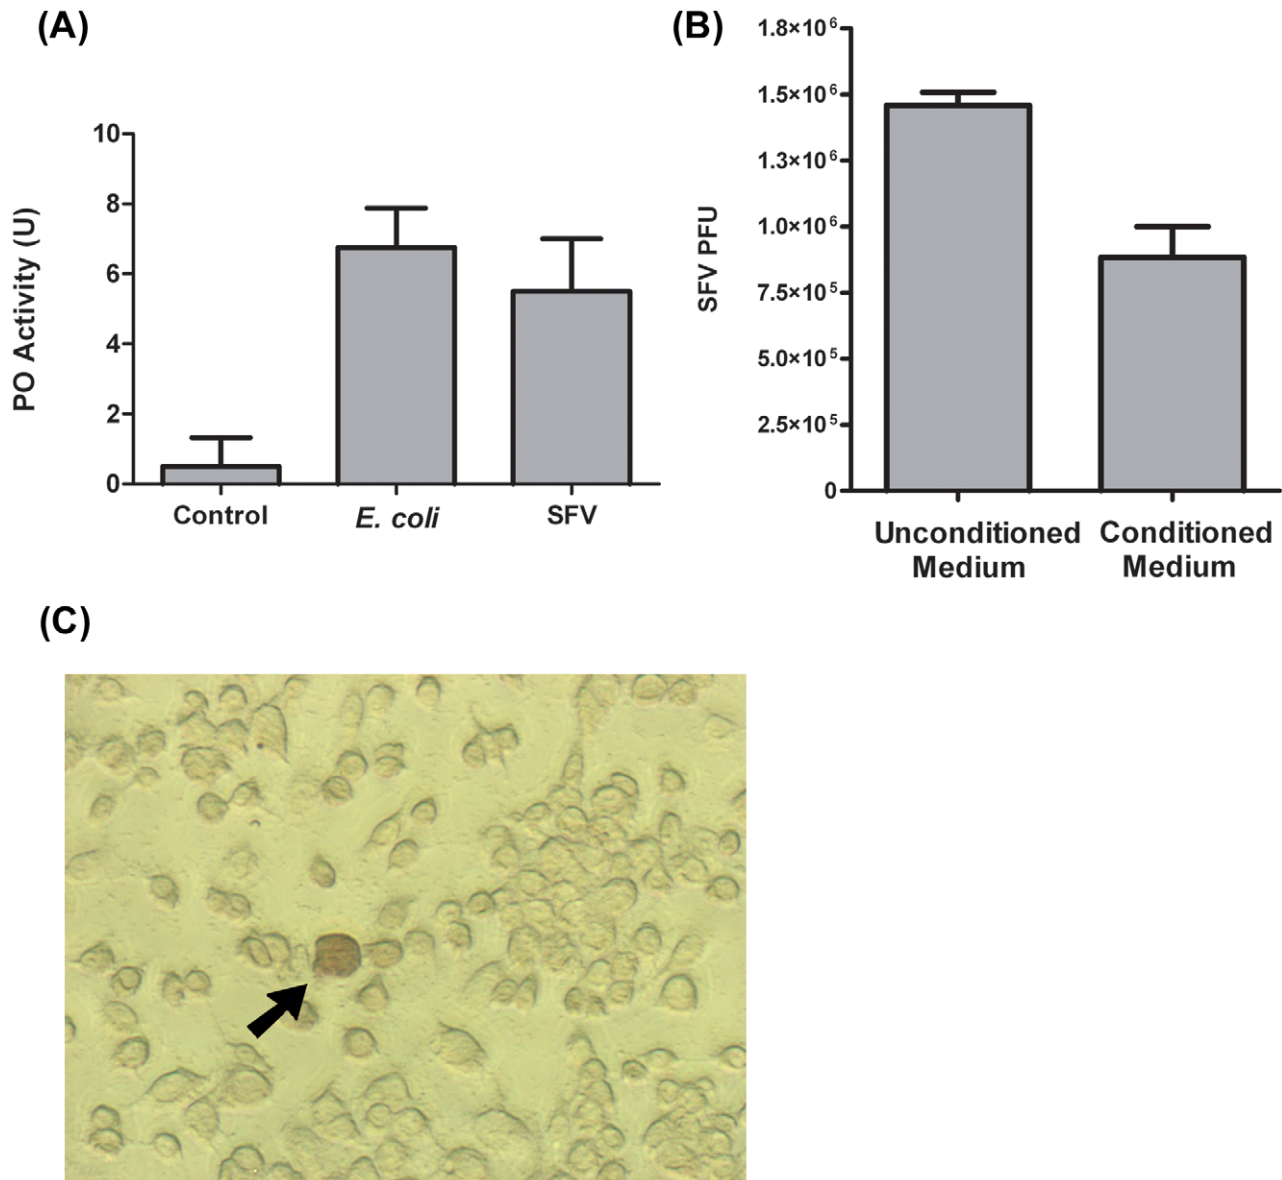 (A)
PO Activity (U)
10
8
6
4
2
0
Control
E. coli
SFV
(B)
SFV PFU
1.8×10⁶
1.5×10⁶
1.3×10⁶
1.0×10⁶
7.5×10⁵
5.0×10⁵
2.5×10⁵
0
Unconditioned
Medium
Conditioned
Medium
(C)